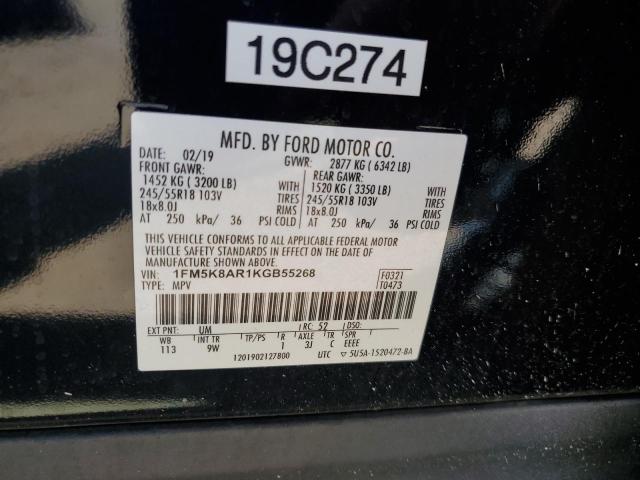 19C274
MFD. BY FORD MOTOR CO.
DATE: 02/19 GVWR: 2877 KG ( 6342 LB)
FRONT GAWR: REAR GAWR:
1452 KG ( 3200 LB) WITH 1520 KG ( 3350 LB) WITH
245/55R18 103V TIRES 245/55R18 103V TIRES
18x8.0J RIMS 18x8.0J RIMS
AT 250 kPa/ 36 PSI COLD AT 250 kPa/ 36 PSI COLD
THIS VEHICLE CONFORMS TO ALL APPLICABLE FEDERAL MOTOR
VEHICLE SAFETY STANDARDS IN EFFECT ON THE DATE OF
MANUFACTURE SHOWN ABOVE.
VIN: 1FM5K8AR1KGB55268 F0321
TYPE: MPV T0473
EXT PNT: UM RC: 52 DSO:
WB INT TR TP/PS R AXLE TR
113 9W 1 3J C EEEE
1201902127800 UTC ▽ 5U5A-1520472-BA